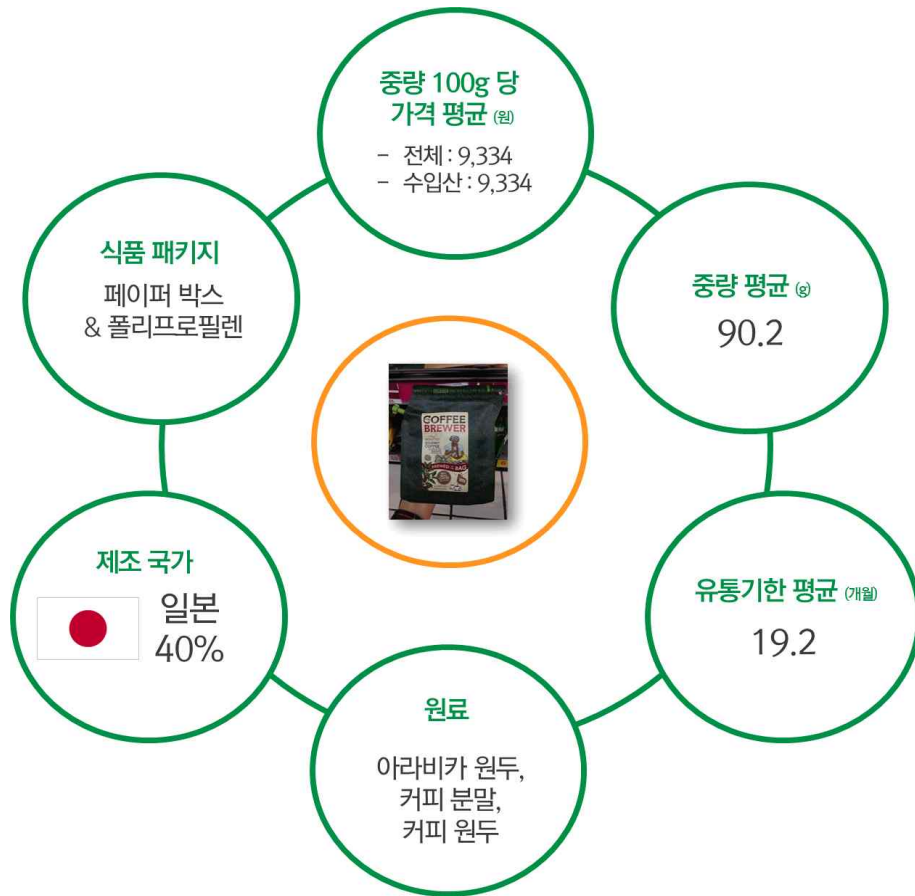 중량 100g 당
가격 평균 (원)
- 전체 : 9,334
- 수입산 : 9,334
식품 패키지
페이퍼 박스
& 폴리프로필렌
중량 평균 (g)
90.2
COFFEE
BREWER
제조 국가
일본
40%
유통기한 평균 (개월)
19.2
원료
아라비카 원두,
커피 분말,
커피 원두